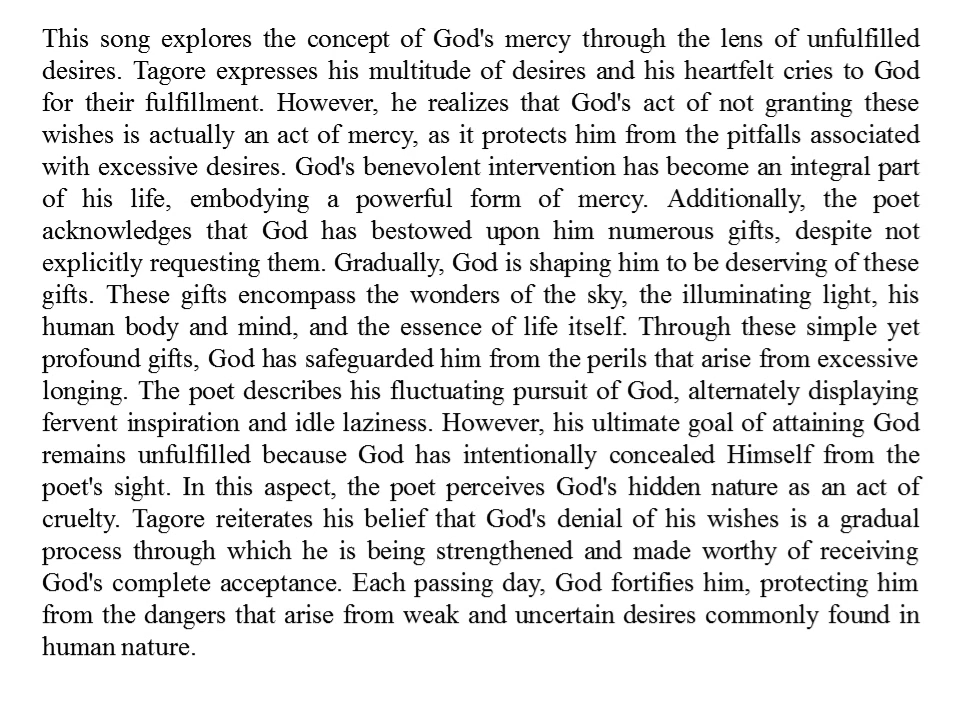 This song explores the concept of God's mercy through the lens of unfulfilled
desires. Tagore expresses his multitude of desires and his heartfelt cries to God
for their fulfillment. However, he realizes that God's act of not granting these
wishes is actually an act of mercy, as it protects him from the pitfalls associated
with excessive desires. God's benevolent intervention has become an integral part
of his life, embodying a powerful form of mercy. Additionally, the poet
acknowledges that God has bestowed upon him numerous gifts, despite not
explicitly requesting them. Gradually, God is shaping him to be deserving of these
gifts. These gifts encompass the wonders of the sky, the illuminating light, his
human body and mind, and the essence of life itself. Through these simple yet
profound gifts, God has safeguarded him from the perils that arise from excessive
longing. The poet describes his fluctuating pursuit of God, alternately displaying
fervent inspiration and idle laziness. However, his ultimate goal of attaining God
remains unfulfilled because God has intentionally concealed Himself from the
poet's sight. In this aspect, the poet perceives God's hidden nature as an act of
cruelty. Tagore reiterates his belief that God's denial of his wishes is a gradual
process through which he is being strengthened and made worthy of receiving
God's complete acceptance. Each passing day, God fortifies him, protecting him
from the dangers that arise from weak and uncertain desires commonly found in
human nature.